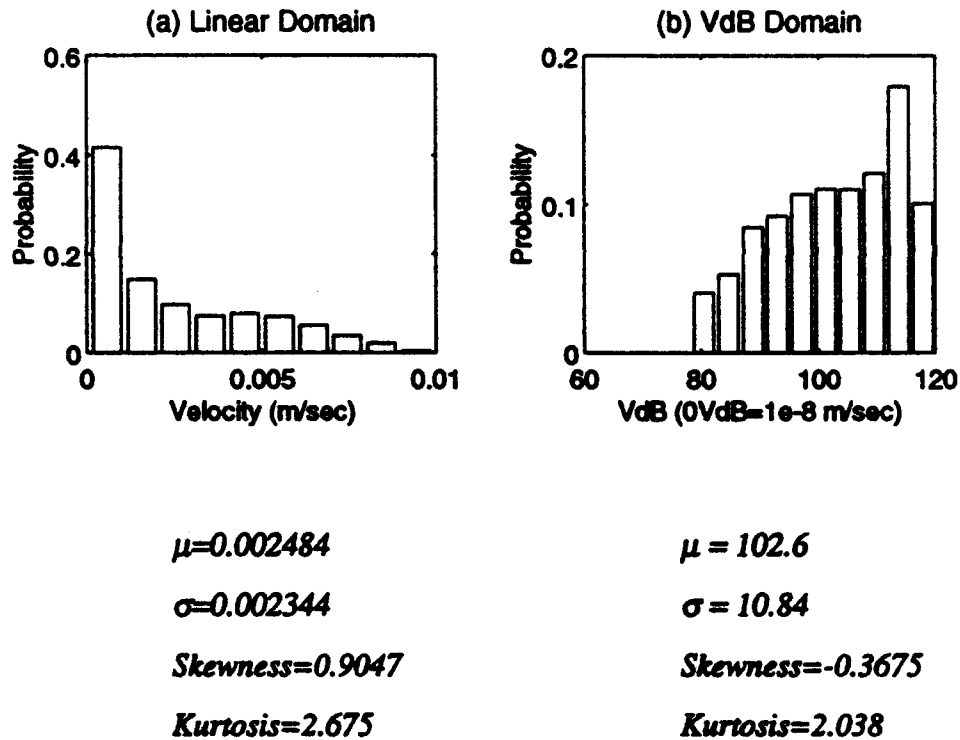 (a) Linear Domain
0.6
0.4
0.2
0
Probability
0
0.005
0.01
Velocity (m/sec)
(b) VdB Domain
0.2
0.1
0
Probability
60
80
100
120
VdB (0VdB=1e-8 m/sec)
μ=0.002484
σ=0.002344
Skewness=0.9047
Kurtosis=2.675
μ = 102.6
σ = 10.84
Skewness=-0.3675
Kurtosis=2.038